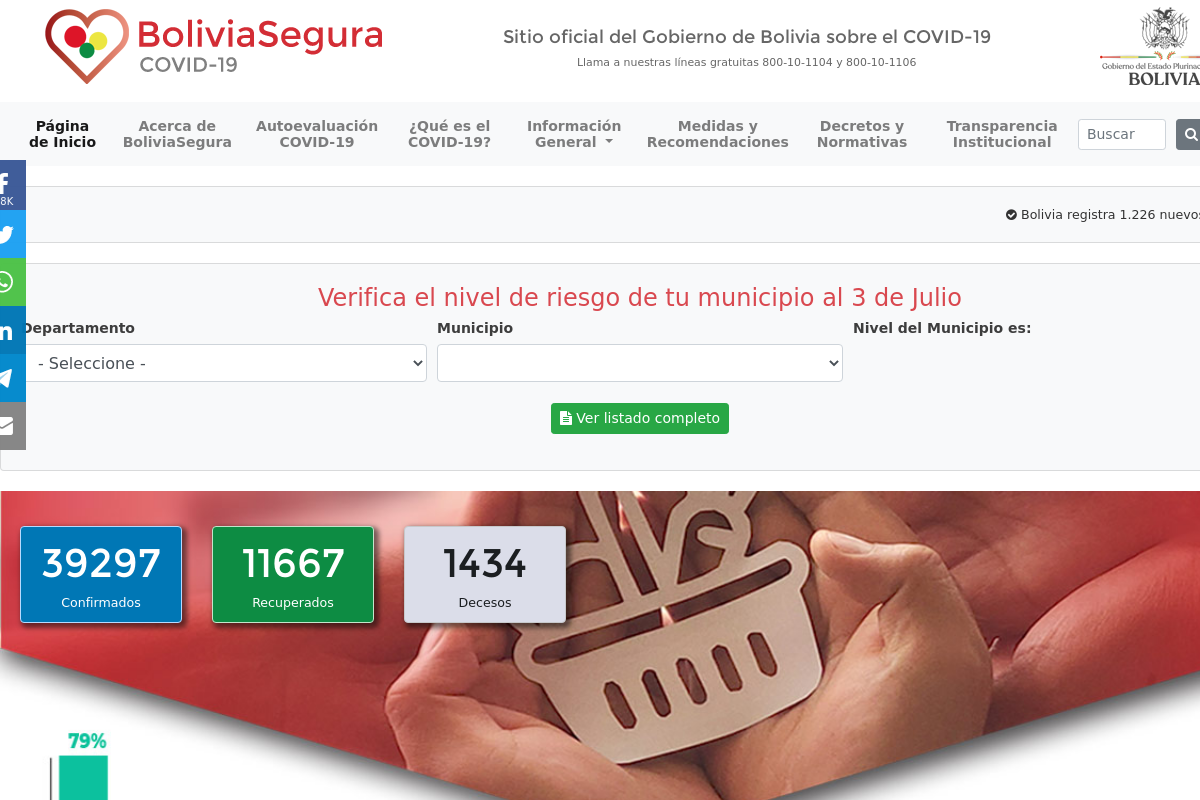 BoliviaSegura
COVID-19
Sitio oficial del Gobierno de Bolivia sobre el COVID-19
Llama a nuestras líneas gratuitas 800-10-1104 y 800-10-1106
Gobierno del Estado Plurinac
BOLIVIA
Página
de Inicio
Acerca de
BoliviaSegura
Autoevaluación
COVID-19
¿Qué es el
COVID-19?
Información
General
Medidas y
Recomendaciones
Decretos y
Normativas
Transparencia
Institucional
Buscar
8K
Bolivia registra 1.226 nuevos
Verifica el nivel de riesgo de tu municipio al 3 de Julio
Departamento
Municipio
Nivel del Municipio es:
- Seleccione -
Ver listado completo
39297
Confirmados
11667
Recuperados
1434
Decesos
79%